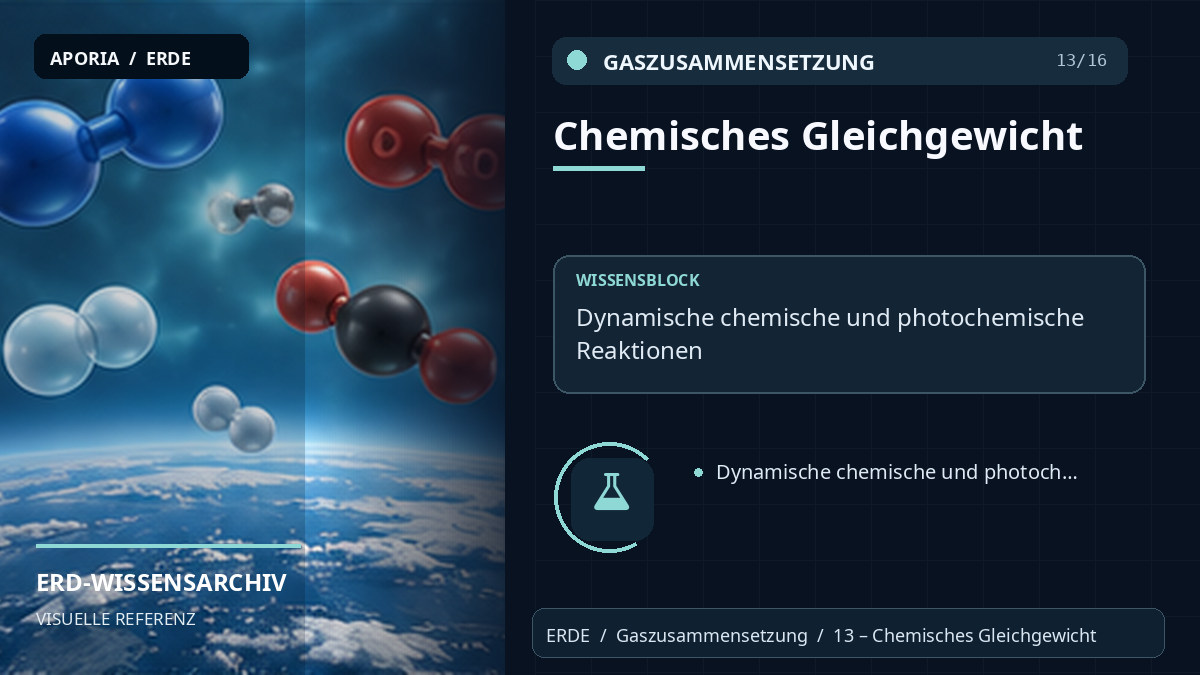 APORIA / ERDE
ERD-WISSENSARCHIV
VISUELLE REFERENZ
GASZUSAMMENSETZUNG
13/16
Chemisches Gleichgewicht
WISSENSBLOCK
Dynamische chemische und photochemische
Reaktionen
Dynamische chemische und photoch…
ERDE / Gaszusammensetzung / 13 – Chemisches Gleichgewicht